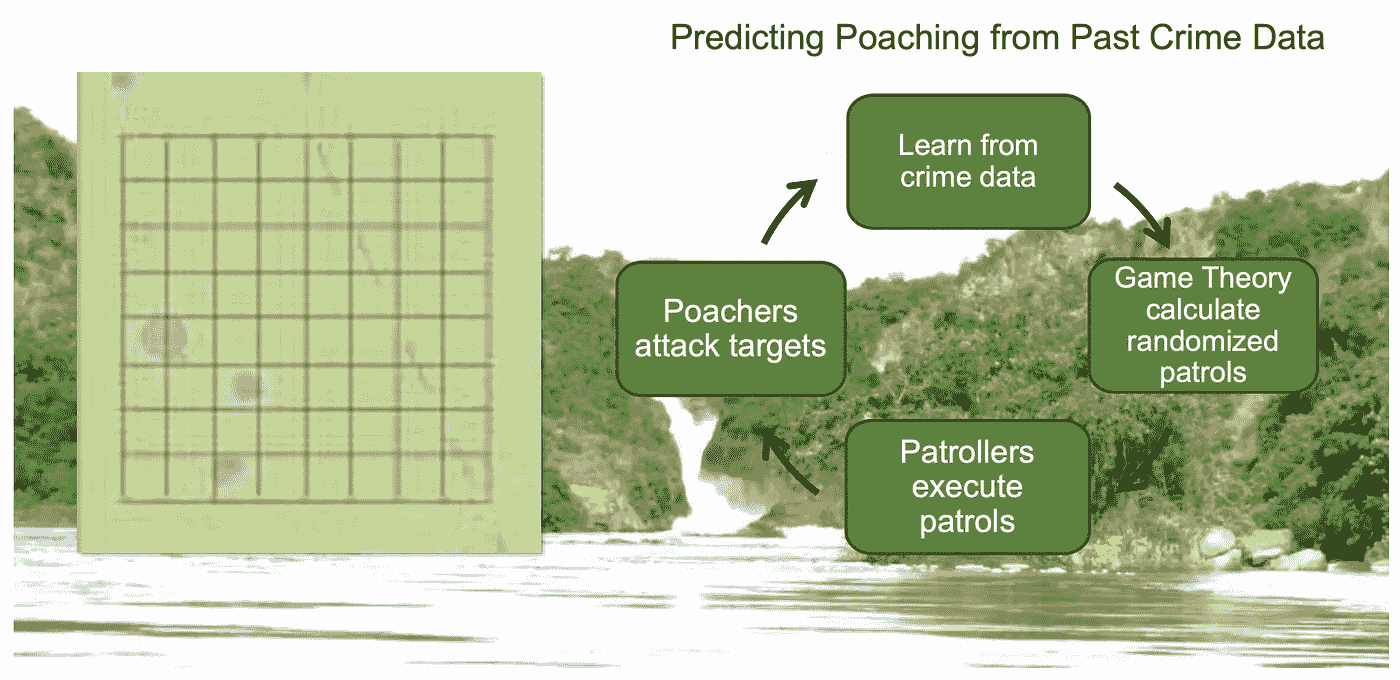 Predicting Poaching from Past Crime Data
Learn from
crime data
Game Theory
calculate
randomized
patrols
Patrollers
execute
patrols
Poachers
attack targets